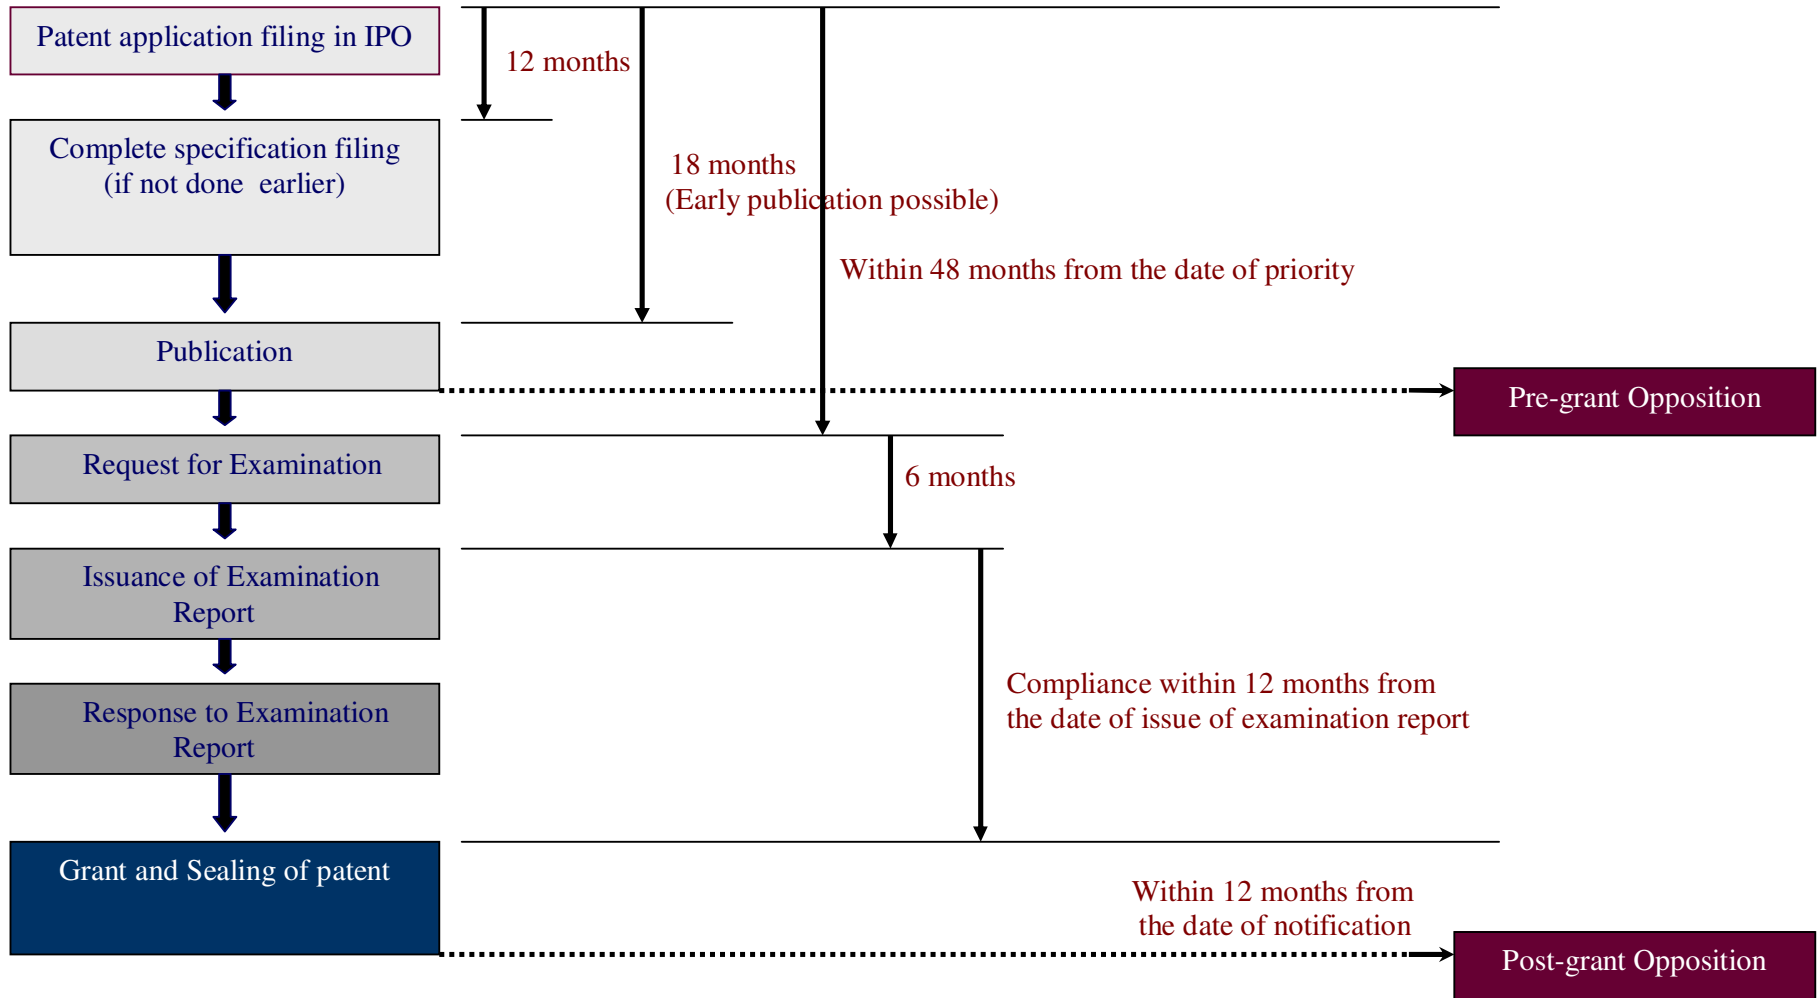 Patent application filing in IPO
12 months
Complete specification filing
(if not done earlier)
18 months
(Early publication possible)
Within 48 months from the date of priority
Publication
Pre-grant Opposition
Request for Examination
6 months
Issuance of Examination
Report
Response to Examination
Report
Compliance within 12 months from
the date of issue of examination report
Grant and Sealing of patent
Within 12 months from
the date of notification
Post-grant Opposition